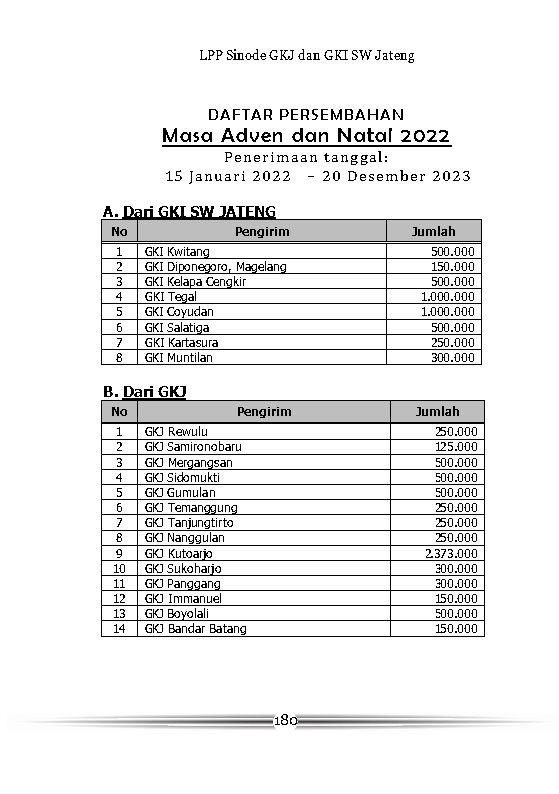 LPP Sinode GKJ dan GKI SW Jateng
DAFTAR PERSEMBAHAN
Masa Adven dan Natal 2022
Penerimaan tanggal:
15 Januari 2022 – 20 Desember 2023
A. Dari GKI SW JATENG
No Pengirim Jumlah
1 GKI Kwitang 500.000
2 GKI Diponegoro, Magelang 150.000
3 GKI Kelapa Cengkir 500.000
4 GKI Tegal 1.000.000
5 GKI Coyudan 1.000.000
6 GKI Salatiga 500.000
7 GKI Kartasura 250.000
8 GKI Muntilan 300.000
B. Dari GKJ
No Pengirim Jumlah
1 GKJ Rewulu 250.000
2 GKJ Samironobaru 125.000
3 GKJ Mergangsan 500.000
4 GKJ Sidomukti 500.000
5 GKJ Gumulan 500.000
6 GKJ Temanggung 250.000
7 GKJ Tanjungtirto 250.000
8 GKJ Nanggulan 250.000
9 GKJ Kutoarjo 2.373.000
10 GKJ Sukoharjo 300.000
11 GKJ Panggang 300.000
12 GKJ Immanuel 150.000
13 GKJ Boyolali 500.000
14 GKJ Bandar Batang 150.000
180